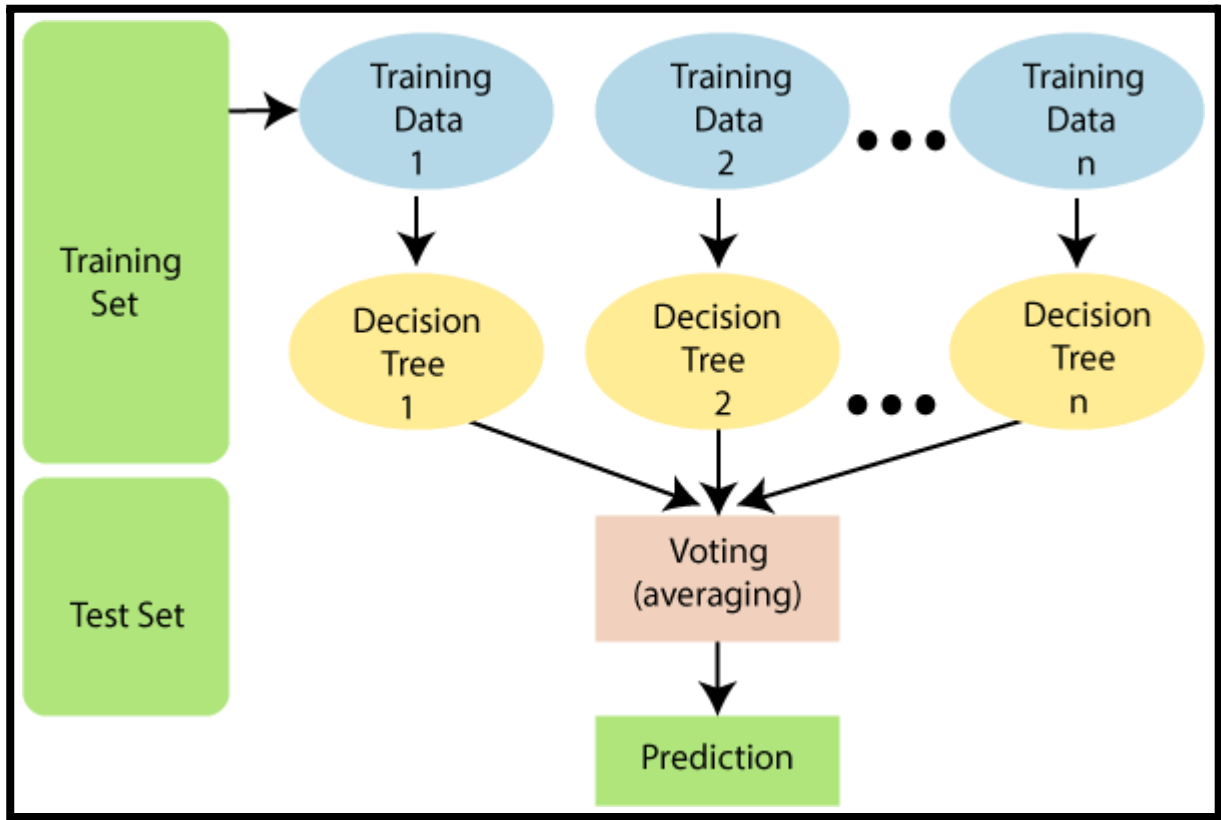 Training
Set
Test Set
Training
Data
1
Training
Data
2
Training
Data
n
Decision
Tree
1
Decision
Tree
2
Decision
Tree
n
Voting
(averaging)
Prediction